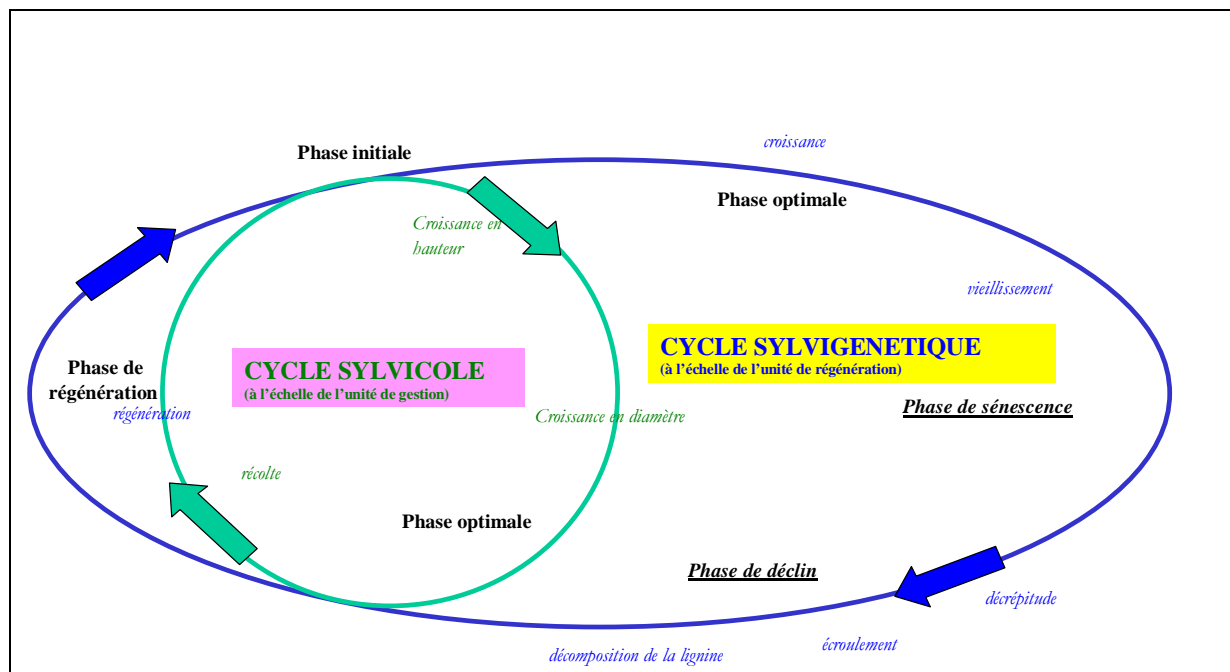 croissance
Phase initiale
Phase optimale
Croissance en
hauteur
vieillissement
CYCLE SYLVIGENETIQUE
(à l'échelle de l'unité de régénération)
CYCLE SYLVICOLE
(à l'échelle de l'unité de gestion)
Phase de
régénération
régénération
Croissance en diamètre
Phase de sénescence
récolte
Phase optimale
Phase de déclin
décrépitude
écroulement
décomposition de la lignine